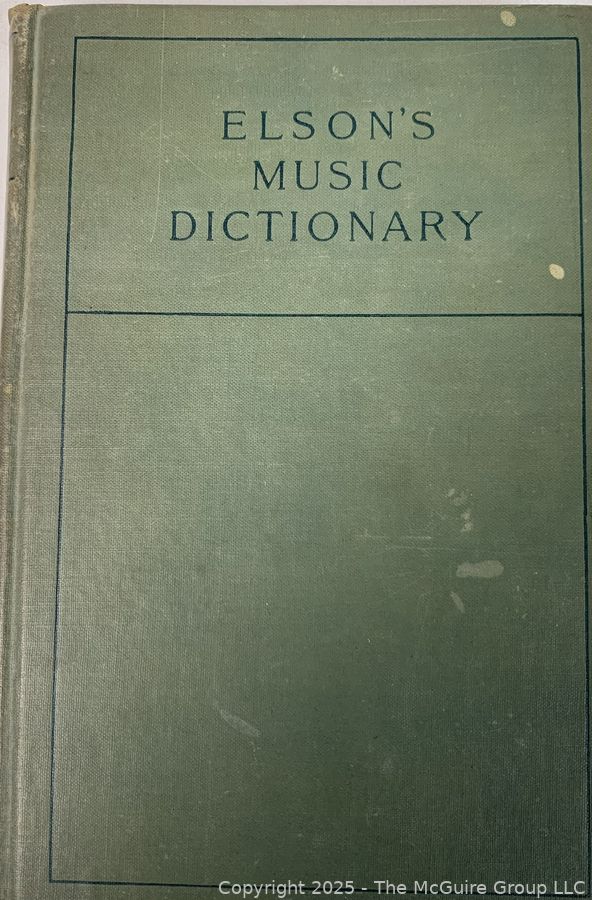 ELSON'S
MUSIC
DICTIONARY
Copyright 2025 - The McGuire Group LLC